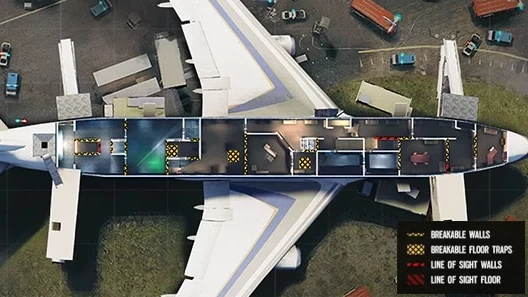 BREAKABLE WALLS
BREAKABLE FLOOR TRAPS
LINE OF SIGHT WALLS
LINE OF SIGHT FLOOR